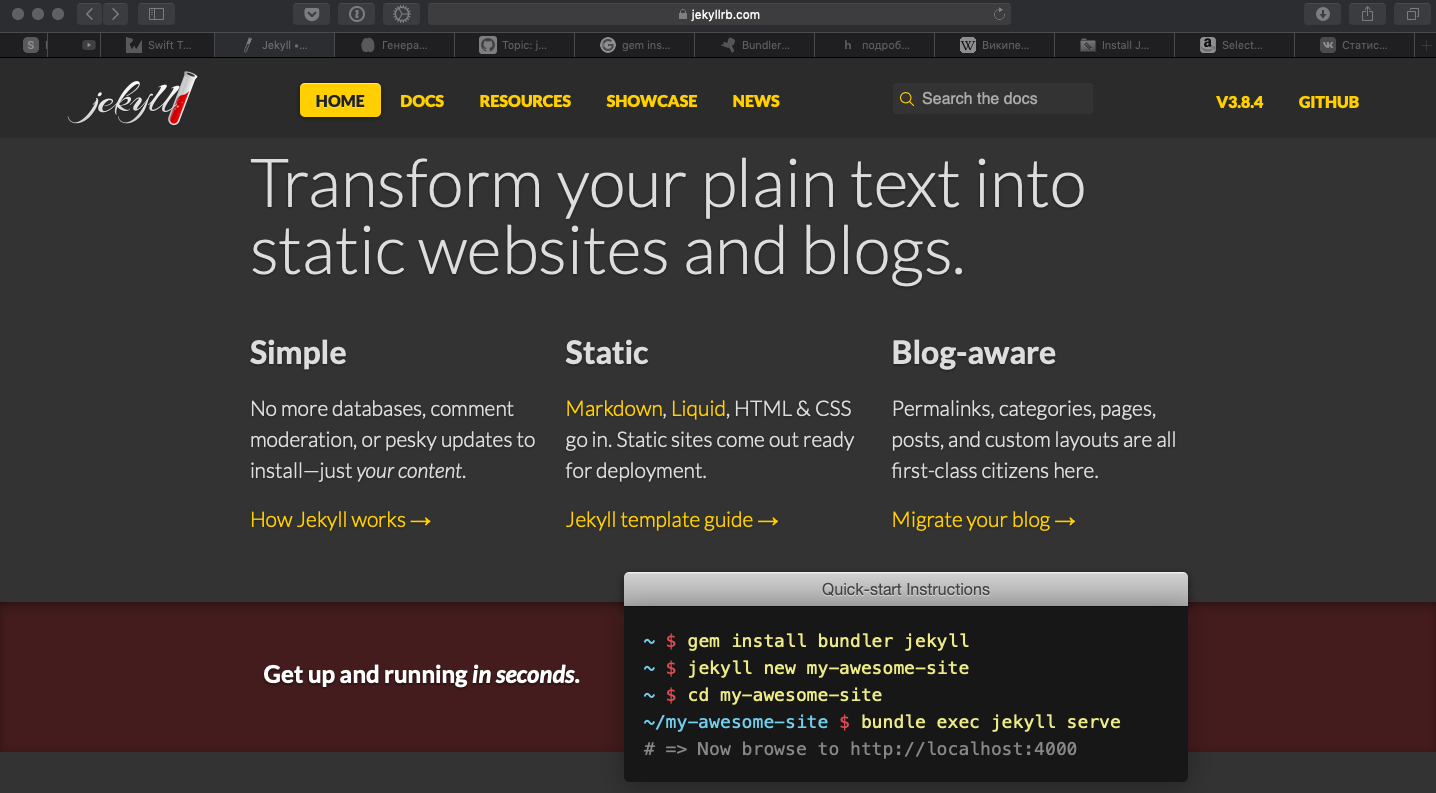 jekyllrb.com
S
Swift T...
Jekyll •...
Генера...
Topic: j...
gem ins...
Bundler...
h подроб...
W Википе...
Install J...
a Select...
Статис...
jekyll
HOME DOCS RESOURCES SHOWCASE NEWS
Search the docs
V3.8.4 GITHUB
Transform your plain text into
static websites and blogs.
Simple
No more databases, comment
moderation, or pesky updates to
install—just your content.
How Jekyll works →
Static
Markdown, Liquid, HTML & CSS
go in. Static sites come out ready
for deployment.
Jekyll template guide →
Blog-aware
Permalinks, categories, pages,
posts, and custom layouts are all
first-class citizens here.
Migrate your blog →
Get up and running in seconds.
Quick-start Instructions
~ $ gem install bundler jekyll
~ $ jekyll new my-awesome-site
~ $ cd my-awesome-site
~/my-awesome-site $ bundle exec jekyll serve
# => Now browse to http://localhost:4000